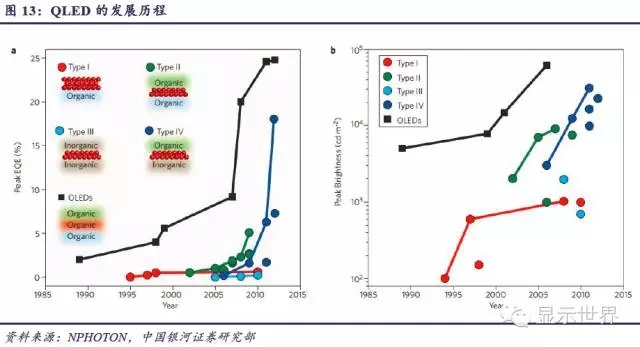 图 13：QLED 的发展历程
a
25
20
15
10
5
0
Peak EQE (%)
1985
1990
1995
2000
2005
2010
2015
Year
Type I
Organic
Type II
Organic
Organic
Type III
Inorganic
Inorganic
Type IV
Organic
Inorganic
OLEDs
Organic
Organic
Organic
b
10⁵
10⁴
10³
10²
Peak Brightness (cd m⁻²)
1985
1990
1995
2000
2005
2010
2015
Year
Type I
Type II
Type III
Type IV
OLEDs
资料来源：NPHOTON，中国银河证券研究部
显示世界